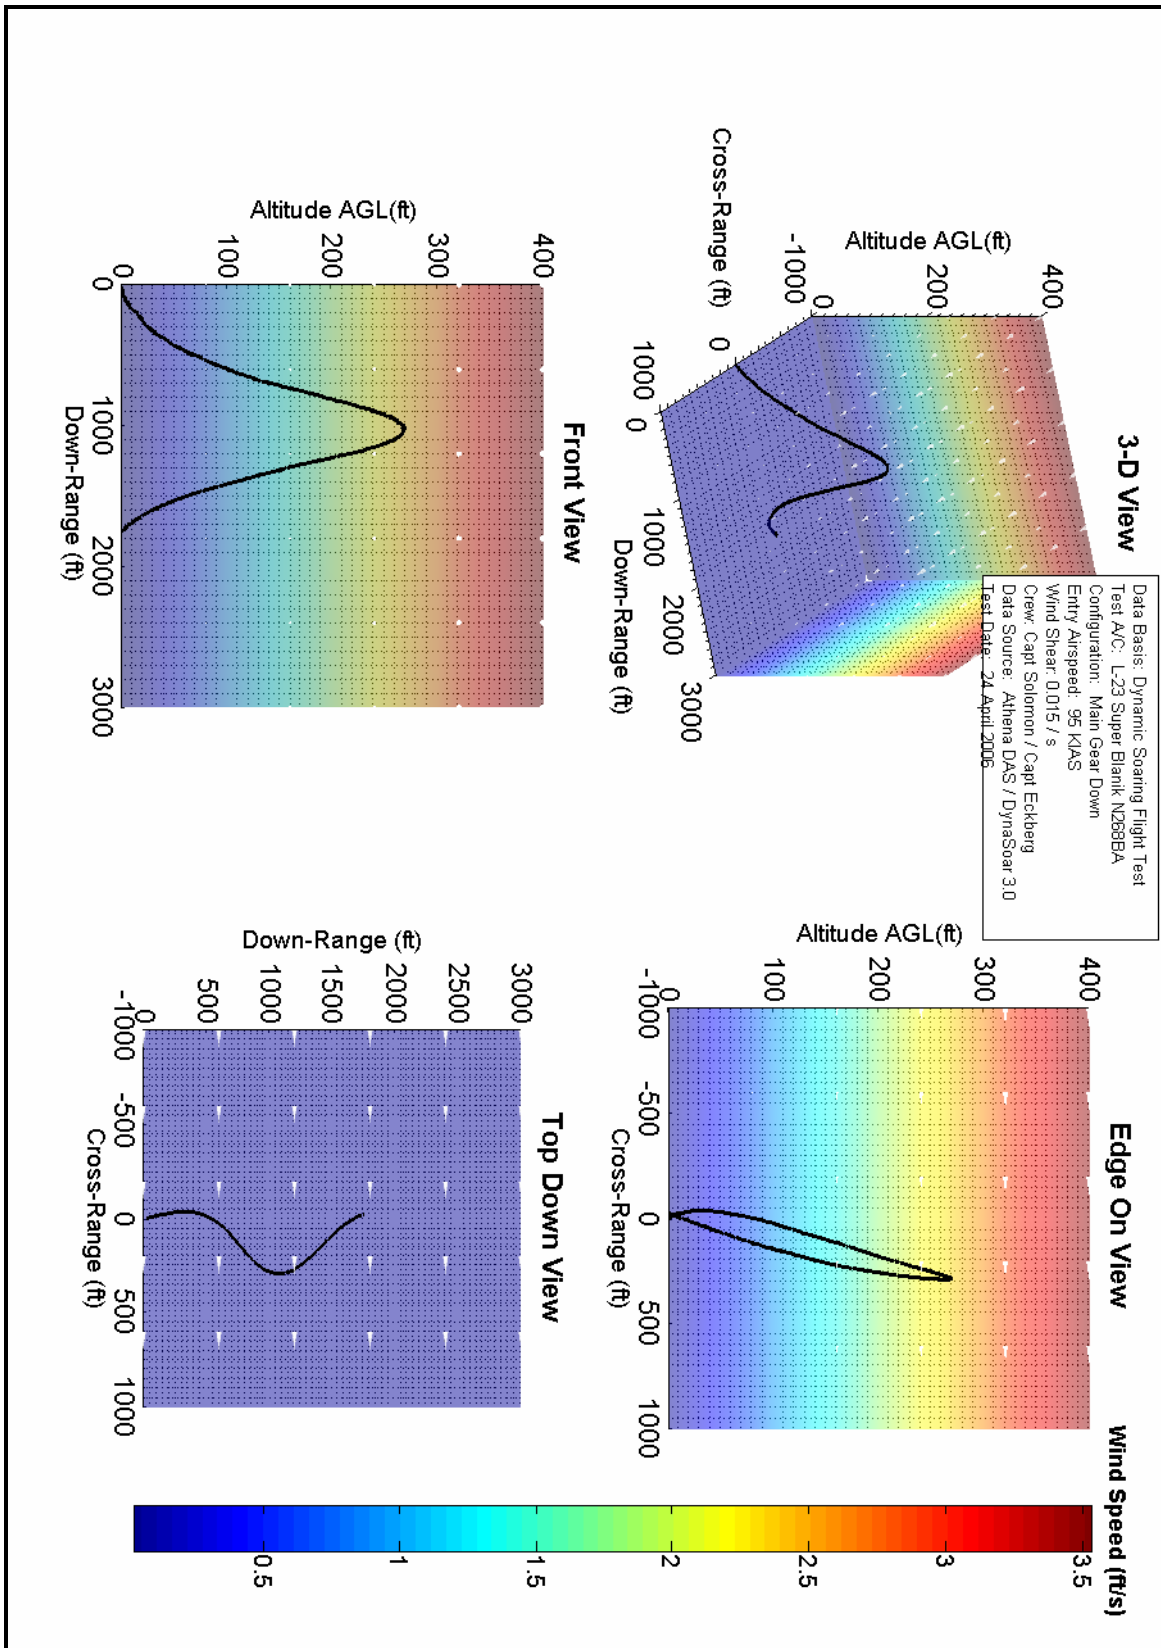 3-D View
Altitude AGL(ft)
400
200
0
Cross-Range (ft)
-1000
0
1000
0
1000
2000
3000
Down-Range (ft)
Data Basis: Dynamic Soaring Flight Test
Test A/C: L-23 Super Blanik N268BA
Configuration: Main Gear Down
Entry Airspeed: 95 KIAS
Wind Shear: 0.015 / s
Crew: Capt Solomon / Capt Eckberg
Data Source: Athena DAS / DynaSoar 3.0
Test Date: 24 April 2006
Edge On View
Altitude AGL(ft)
400
300
200
100
0
-1000
-500
0
500
1000
Cross-Range (ft)
Front View
Altitude AGL(ft)
400
300
200
100
0
0
1000
2000
3000
Down-Range (ft)
Top Down View
Down-Range (ft)
3000
2500
2000
1500
1000
500
0
-1000
-500
0
500
1000
Cross-Range (ft)
Wind Speed (ft/s)
3.5
3
2.5
2
1.5
1
0.5